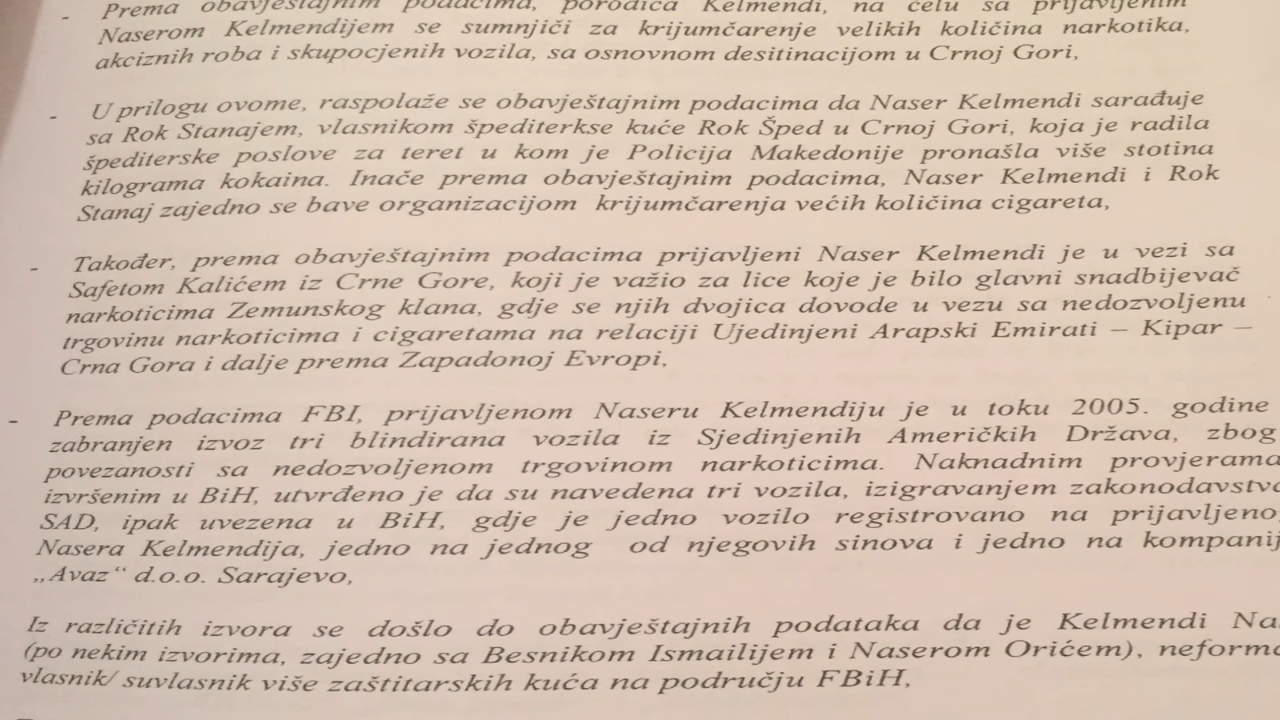 - Prema obavještajnim podacima, porodica Kelmendi, na čelu sa prijavljenim
Naserom Kelmendijem se sumnjiči za krijumčarenje velikih količina narkotika,
akciznih roba i skupocjenih vozila, sa osnovnom desitinacijom u Crnoj Gori,
- U prilogu ovome, raspolaže se obavještajnim podacima da Naser Kelmendi sarađuje
sa Rok Stanajem, vlasnikom špediterkse kuće Rok Šped u Crnoj Gori, koja je radila
špediterske poslove za teret u kom je Policija Makedonije pronašla više stotina
kilograma kokaina. Inače prema obavještajnim podacima, Naser Kelmendi i Rok
Stanaj zajedno se bave organizacijom krijumčarenja većih količina cigareta,
- Također, prema obavještajnim podacima prijavljeni Naser Kelmendi je u vezi sa
Safetom Kalićem iz Crne Gore, koji je važio za lice koje je bilo glavni snadbijevač
narkoticima Zemunskog klana, gdje se njih dvojica dovode u vezu sa nedozvoljenu
trgovinu narkoticima i cigaretama na relaciji Ujedinjeni Arapski Emirati – Kipar –
Crna Gora i dalje prema Zapadonoj Evropi,
- Prema podacima FBI, prijavljenom Naseru Kelmendiju je u toku 2005. godine
zabranjen izvoz tri blindirana vozila iz Sjedinjenih Američkih Država, zbog
povezanosti sa nedozvoljenom trgovinom narkoticima. Naknadnim provjerama
izvršenim u BiH, utvrđeno je da su navedena tri vozila, izigravanjem zakonodavstva
SAD, ipak uvezena u BiH, gdje je jedno vozilo registrovano na prijavljeno
Nasera Kelmendija, jedno na jednog od njegovih sinova i jedno na kompanij
„Avaz“ d.o.o. Sarajevo,
Iz različitih izvora se došlo do obavještajnih podataka da je Kelmendi Na
(po nekim izvorima, zajedno sa Besnikom Ismailijem i Naserom Orićem), neform
vlasnik/ suvlasnik više zaštitarskih kuća na području FBiH,